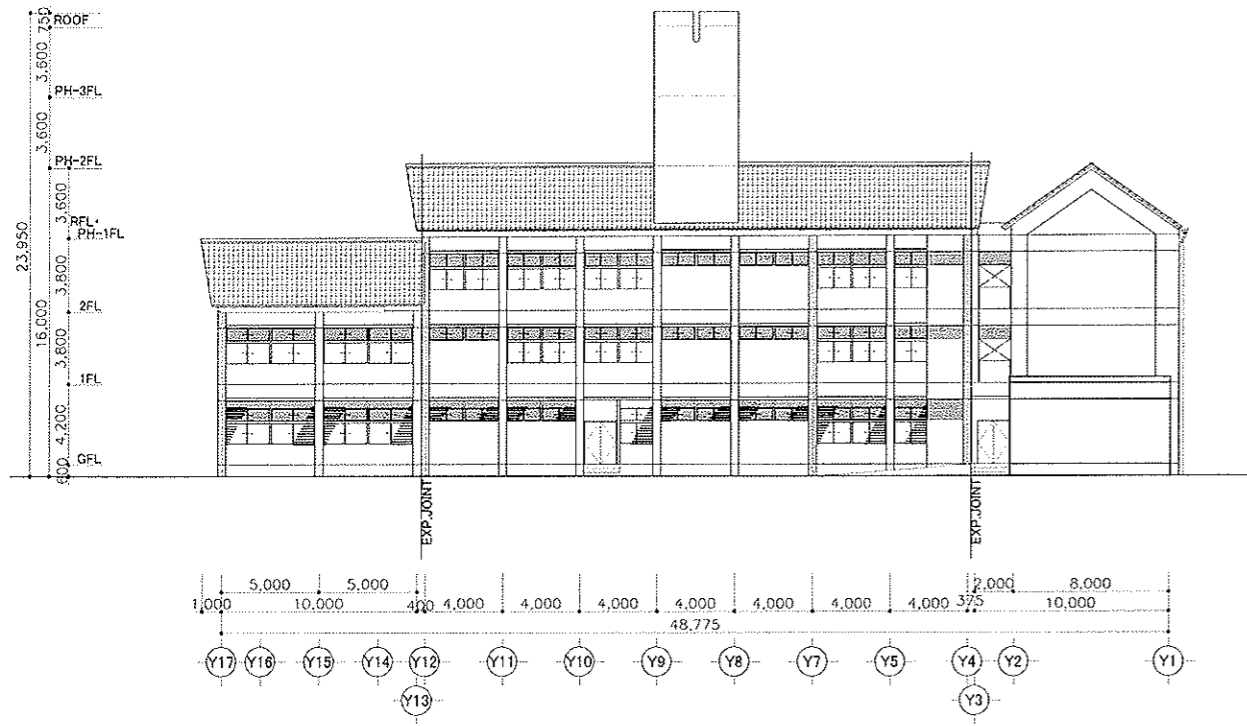 750
ROOF
3,600
PH-3FL
3,600
PH-2FL
3,600
RFL
PH-1FL
23,950
3,800
16,000
2FL
3,800
1FL
4,200
GFL
600
EXP.JOINT
EXP.JOINT
5,000 5,000 2,000 8,000
1,000 10,000 400 4,000 4,000 4,000 4,000 4,000 4,000 4,000 375 10,000
48,775
Y17 Y16 Y15 Y14 Y12 Y11 Y10 Y9 Y8 Y7 Y5 Y4 Y2 Y1
Y13 Y3